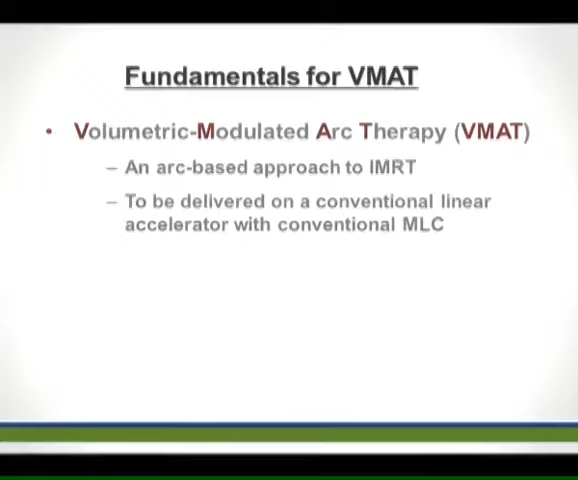 Fundamentals for VMAT
• Volumetric-Modulated Arc Therapy (VMAT)
– An arc-based approach to IMRT
– To be delivered on a conventional linear
accelerator with conventional MLC